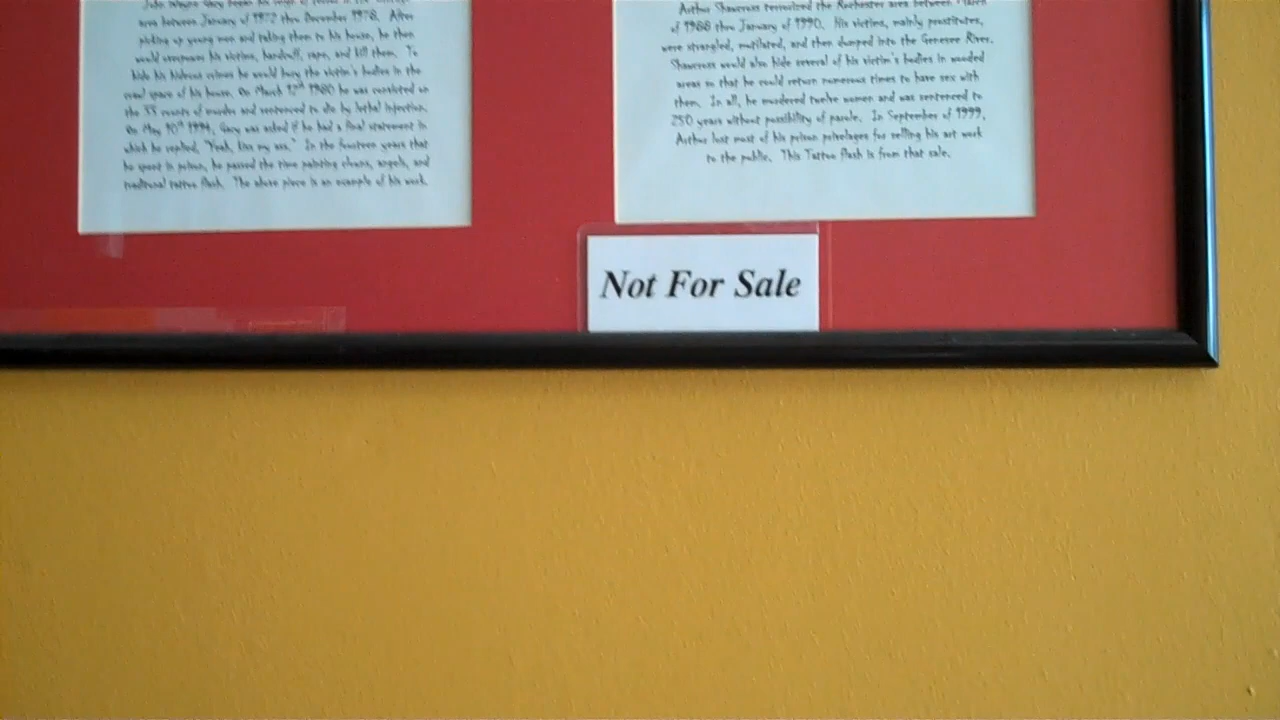 John Wayne Gacy began his
area between January of 1972 thru December 1978. After
picking up young men and taking them to his house, he then
would overpower his victims, handcuff, rape, and kill them. To
hide his hideous crimes he would bury the victim's bodies in the
crawl space of his house. On March 12th 1980 he was convicted on
the 33 counts of murder and sentenced to die by lethal injection.
On May 10th 1994, Gacy was asked if he had a final statement in
which he replied, "Yeah, kiss my ass." In the fourteen years that
he spent in prison, he passed the time painting clowns, angels, and
traditional tattoo flash. The above piece is an example of his work.
Arthur Shawcross terrorized the Rochester area between March
of 1988 thru January of 1990. His victims, mainly prostitutes,
were strangled, mutilated, and then dumped into the Genesee River.
Shawcross would also hide several of his victim's bodies in wooded
areas so that he could return numerous times to have sex with
them. In all, he murdered twelve women and was sentenced to
250 years without possibility of parole. In September of 1999,
Arthur lost most of his prison privelages for selling his art work
to the public. This Tattoo flash is from that sale.
Not For Sale